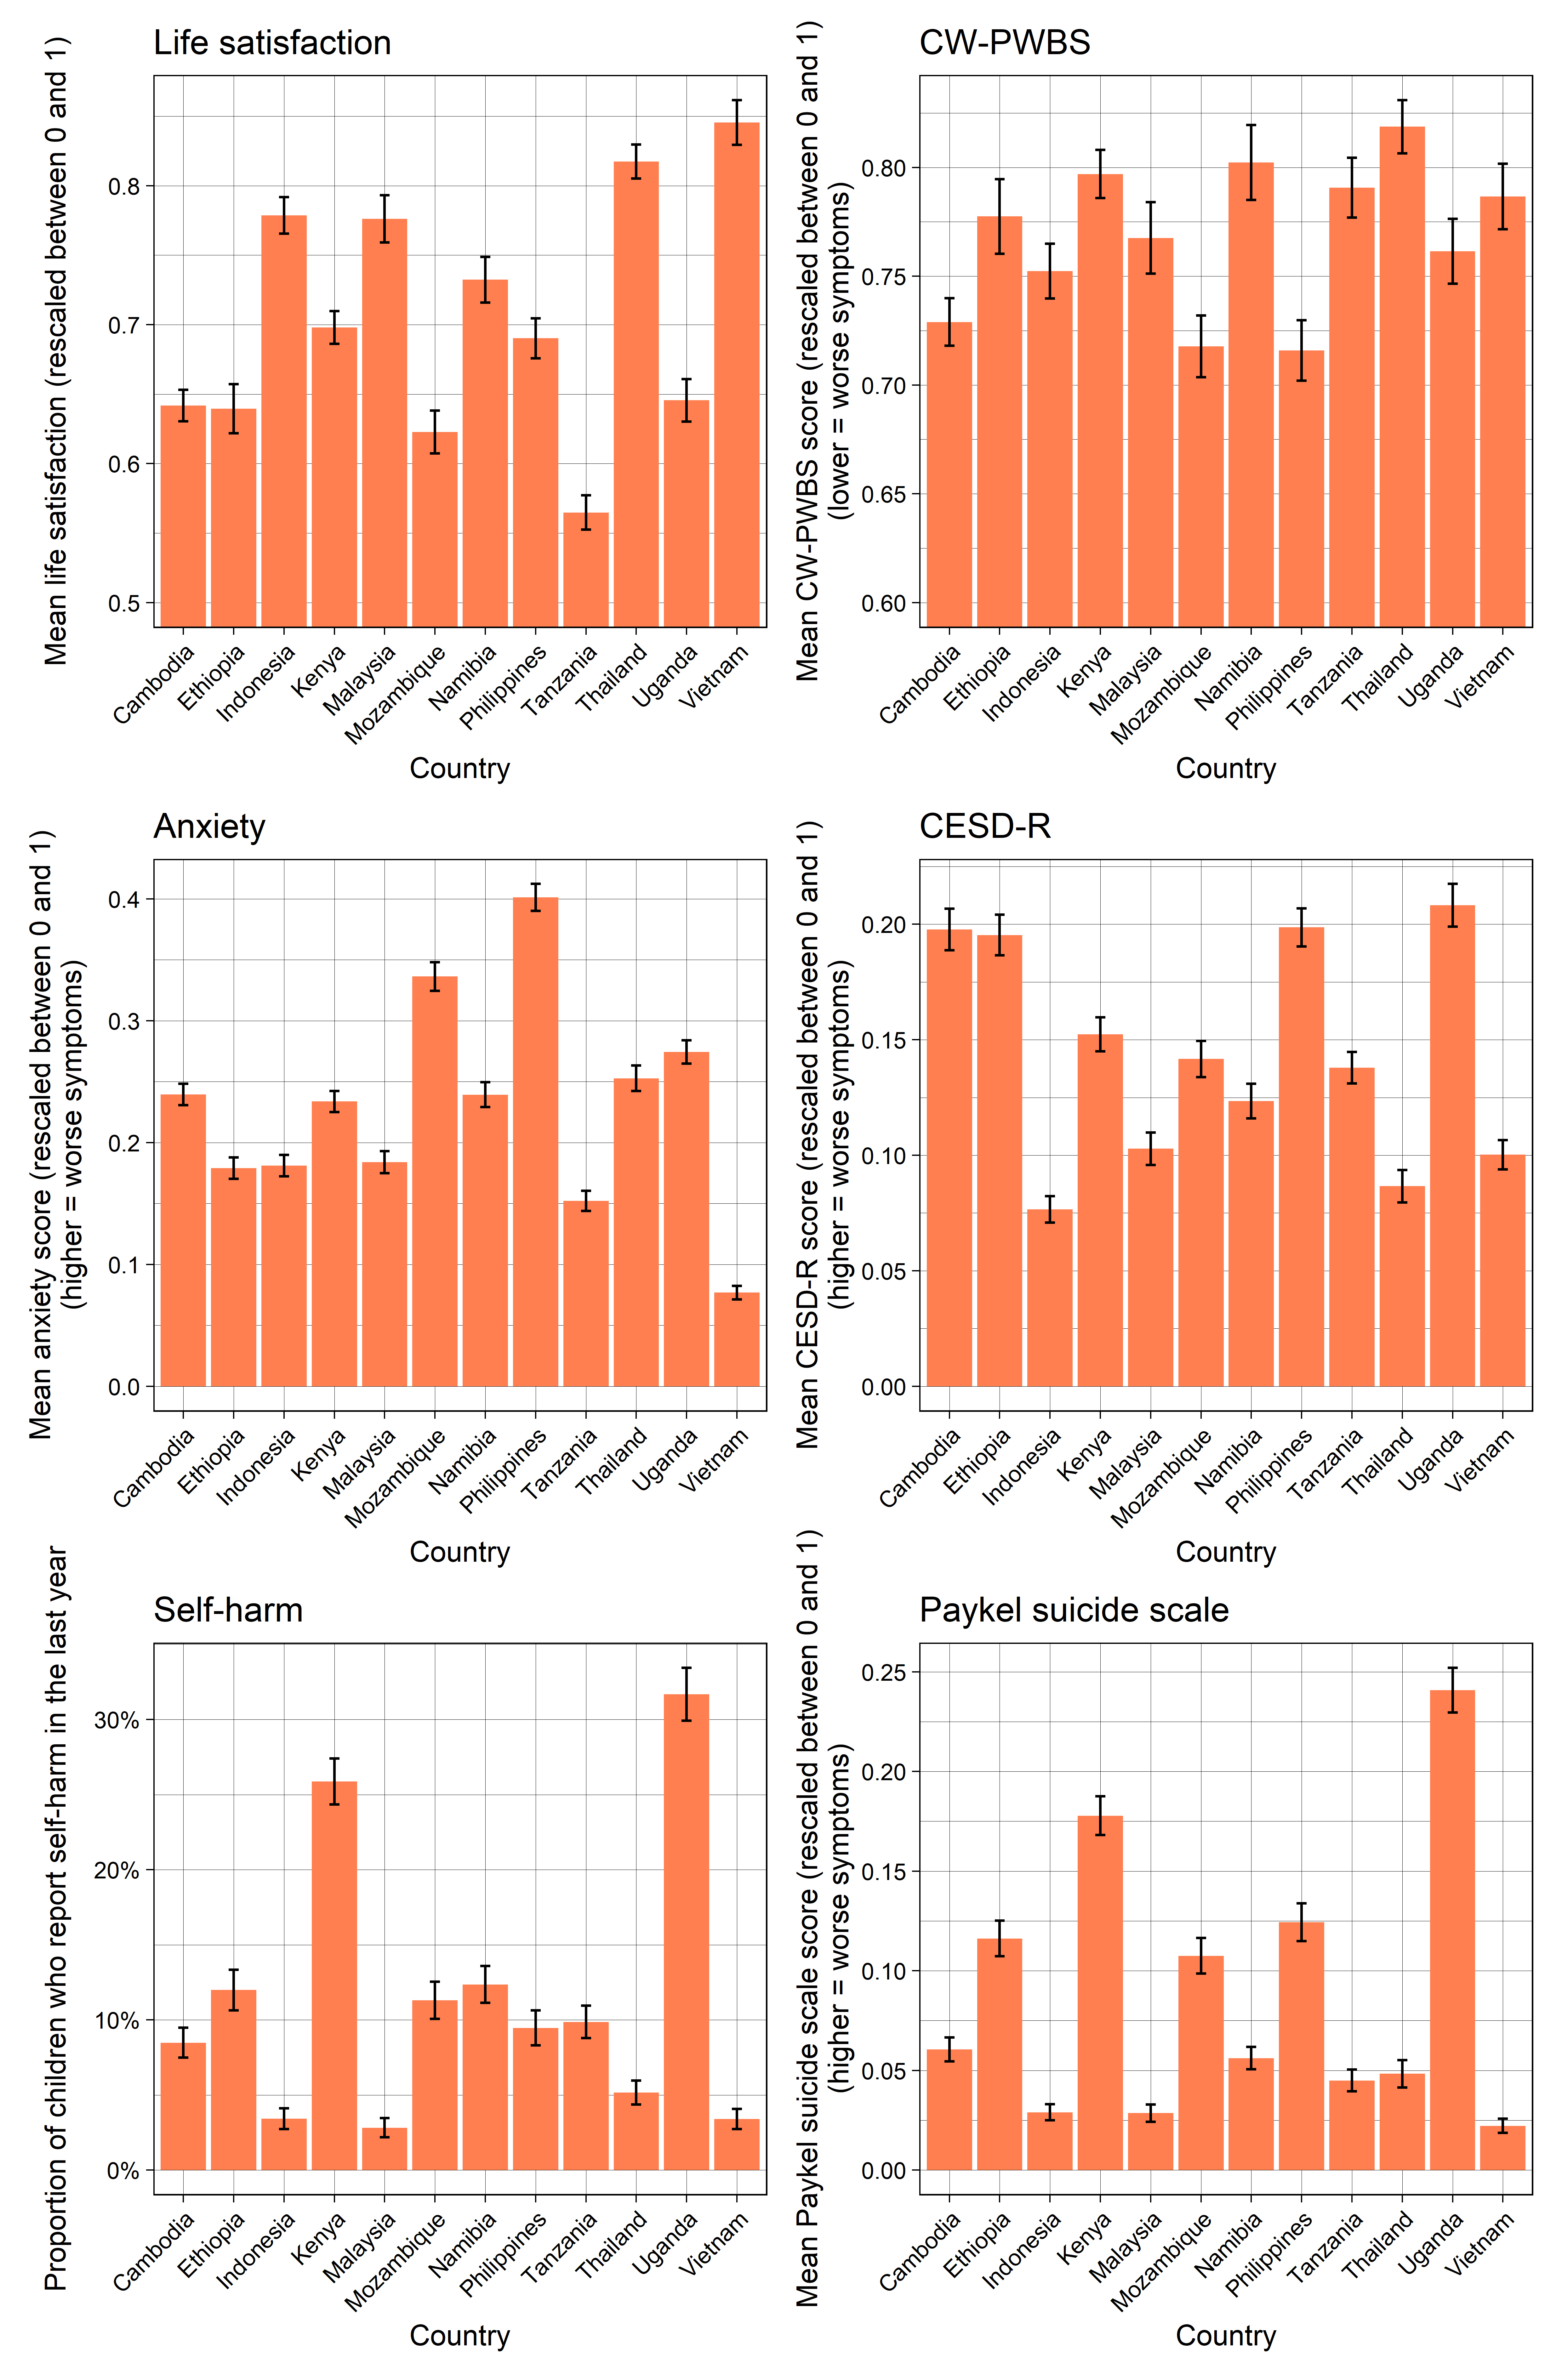 Life satisfaction
Mean life satisfaction (rescaled between 0 and 1)
0.8
0.7
0.6
0.5
Cambodia
Ethiopia
Indonesia
Kenya
Malaysia
Mozambique
Namibia
Philippines
Tanzania
Thailand
Uganda
Vietnam
Country
CW-PWBS
Mean CW-PWBS score (rescaled between 0 and 1)
(lower = worse symptoms)
0.80
0.75
0.70
0.65
0.60
Cambodia
Ethiopia
Indonesia
Kenya
Malaysia
Mozambique
Namibia
Philippines
Tanzania
Thailand
Uganda
Vietnam
Country
Anxiety
Mean anxiety score (rescaled between 0 and 1)
(higher = worse symptoms)
0.4
0.3
0.2
0.1
0.0
Cambodia
Ethiopia
Indonesia
Kenya
Malaysia
Mozambique
Namibia
Philippines
Tanzania
Thailand
Uganda
Vietnam
Country
CESD-R
Mean CESD-R score (rescaled between 0 and 1)
(higher = worse symptoms)
0.20
0.15
0.10
0.05
0.00
Cambodia
Ethiopia
Indonesia
Kenya
Malaysia
Mozambique
Namibia
Philippines
Tanzania
Thailand
Uganda
Vietnam
Country
Self-harm
Proportion of children who report self-harm in the last year
30%
20%
10%
0%
Cambodia
Ethiopia
Indonesia
Kenya
Malaysia
Mozambique
Namibia
Philippines
Tanzania
Thailand
Uganda
Vietnam
Country
Paykel suicide scale
Mean Paykel suicide scale score (rescaled between 0 and 1)
(higher = worse symptoms)
0.25
0.20
0.15
0.10
0.05
0.00
Cambodia
Ethiopia
Indonesia
Kenya
Malaysia
Mozambique
Namibia
Philippines
Tanzania
Thailand
Uganda
Vietnam
Country